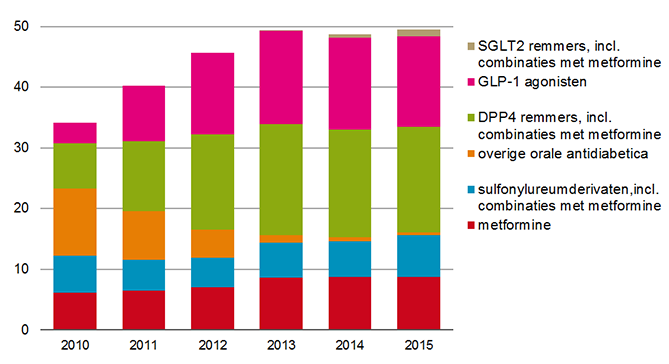 50
40
30
20
10
0
2010 2011 2012 2013 2014 2015
SGLT2 remmers, incl.
combinaties met metformine
GLP-1 agonisten
DPP4 remmers, incl.
combinaties met metformine
overige orale antidiabetica
sulfonylureumderivaten,incl.
combinaties met metformine
metformine